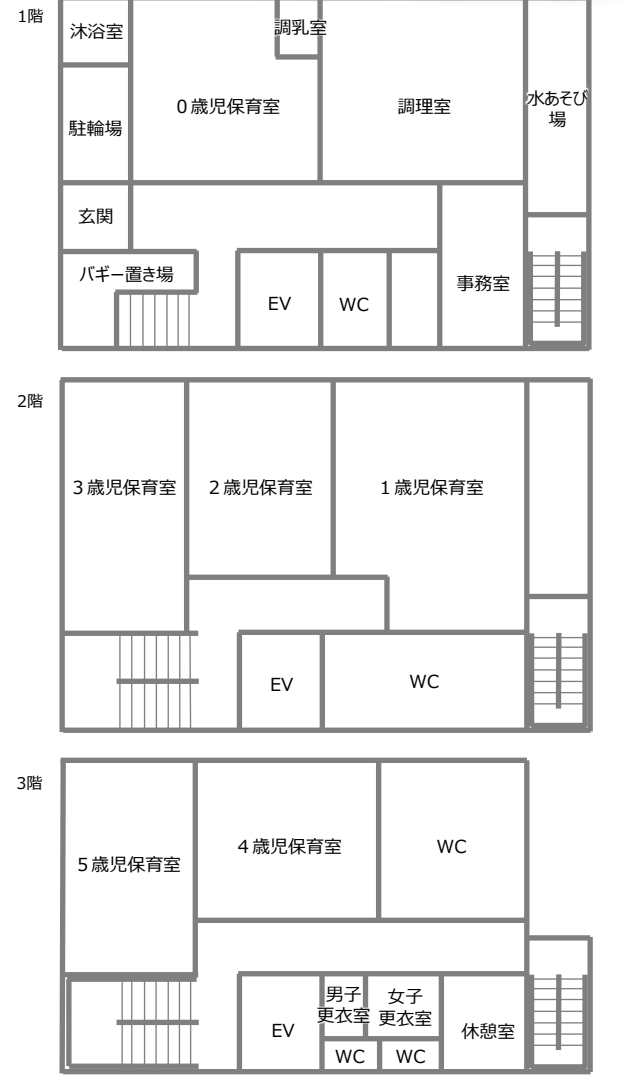 1階
沐浴室
調乳室
駐輪場
０歳児保育室
調理室
水あそび
場
玄関
バギー置き場
EV
WC
事務室
2階
３歳児保育室
２歳児保育室
１歳児保育室
EV
WC
3階
５歳児保育室
４歳児保育室
WC
EV
男子
更衣室
女子
更衣室
休憩室
WC
WC